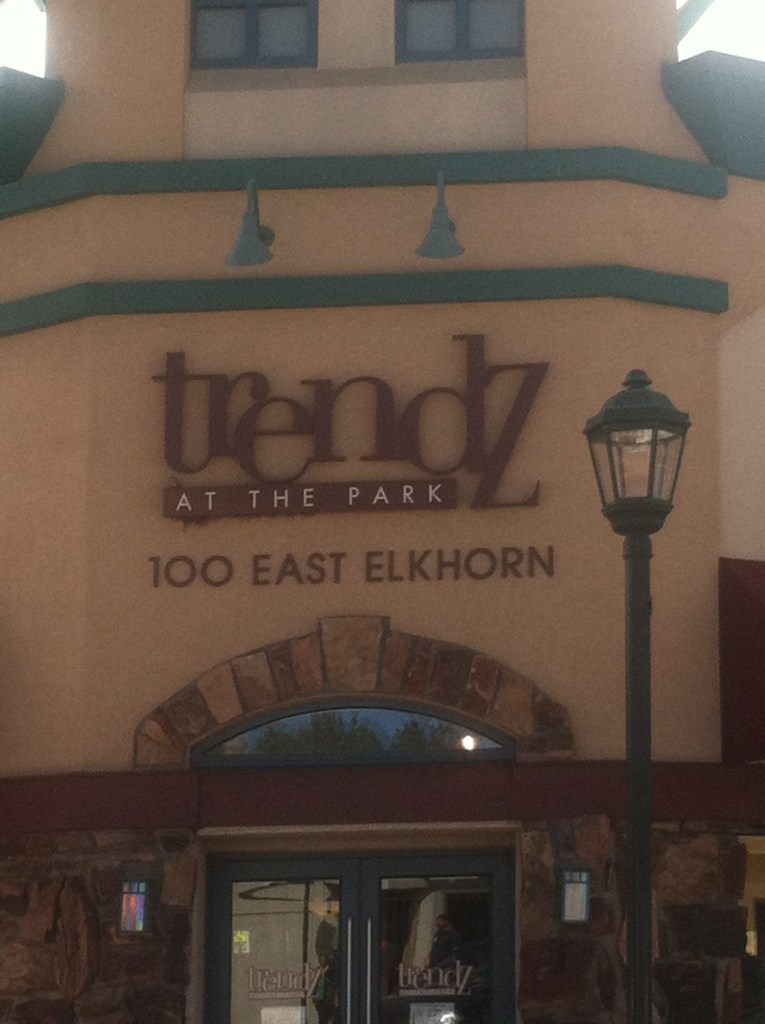 trendz
AT THE PARK
100 EAST ELKHORN
trendz trendz